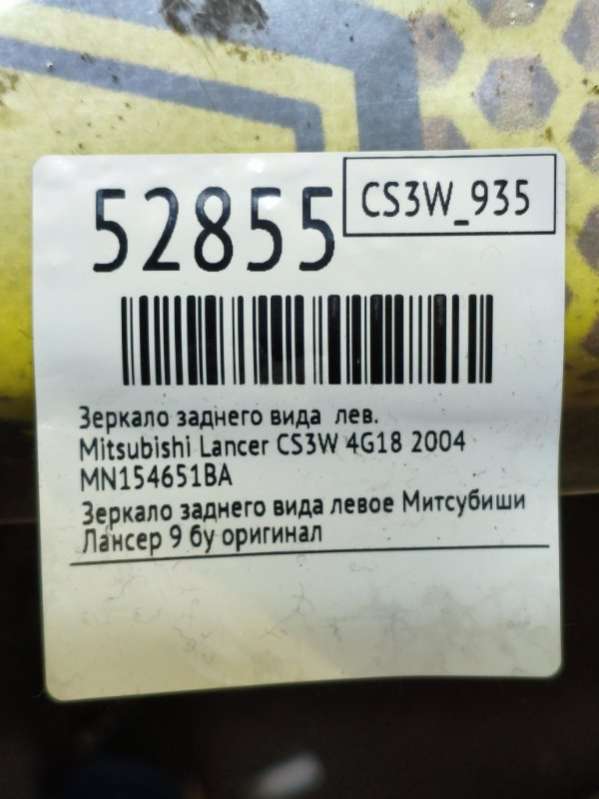 52855
CS3W_935
Зеркало заднего вида лев.
Mitsubishi Lancer CS3W 4G18 2004
MN154651BA
Зеркало заднего вида левое Митсубиши
Лансер 9 бу оригинал